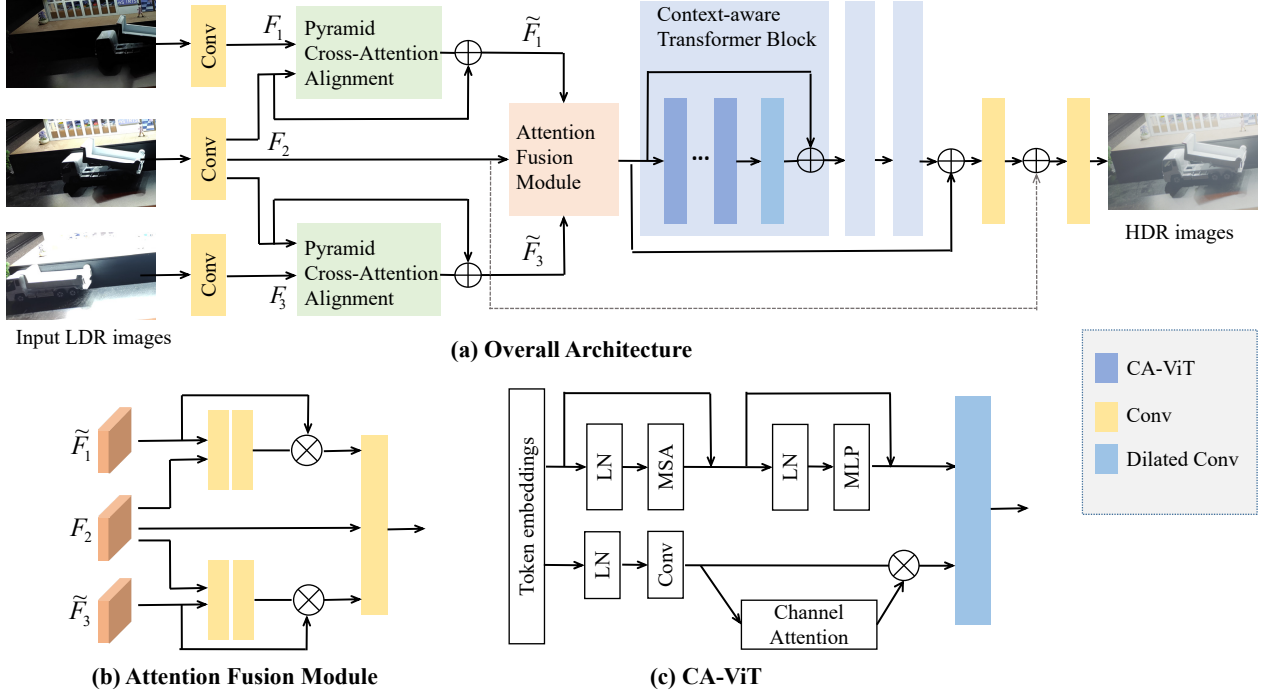 Conv
F₁
Pyramid
Cross-Attention
Alignment
F̃₁
Context-aware
Transformer Block
Conv
F₂
Attention
Fusion
Module
...
HDR images
Conv
F₃
Pyramid
Cross-Attention
Alignment
F̃₃
Input LDR images
(a) Overall Architecture
CA-ViT
Conv
Dilated Conv
F̃₁
F₂
F̃₃
(b) Attention Fusion Module
Token embeddings
LN
MSA
LN
MLP
LN
Conv
Channel
Attention
(c) CA-ViT